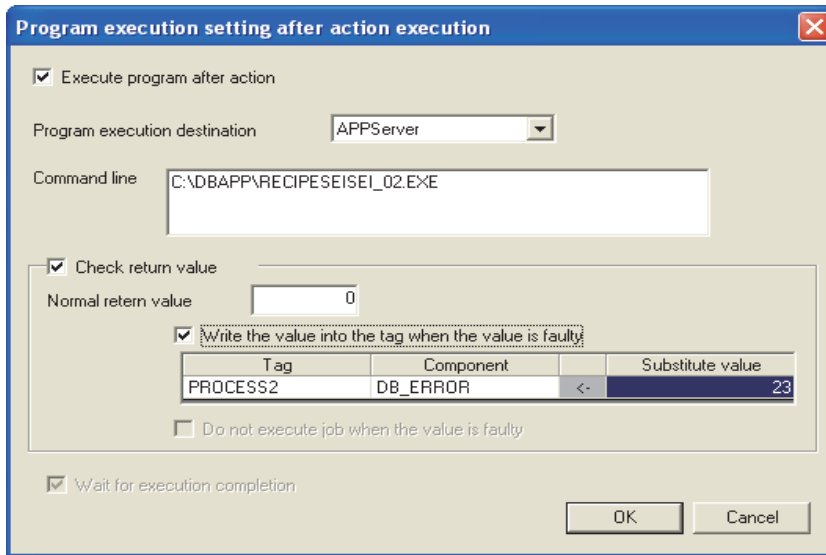 Program execution setting after action execution
Execute program after action
Program execution destination APPServer
Command line C:\DBAPP\RECIPESEISEI_02.EXE
Check return value
Normal retern value 0
Write the value into the tag when the value is faulty
Tag Component Substitute value
PROCESS2 DB_ERROR <- 23
Do not execute job when the value is faulty
Wait for execution completion
OK Cancel